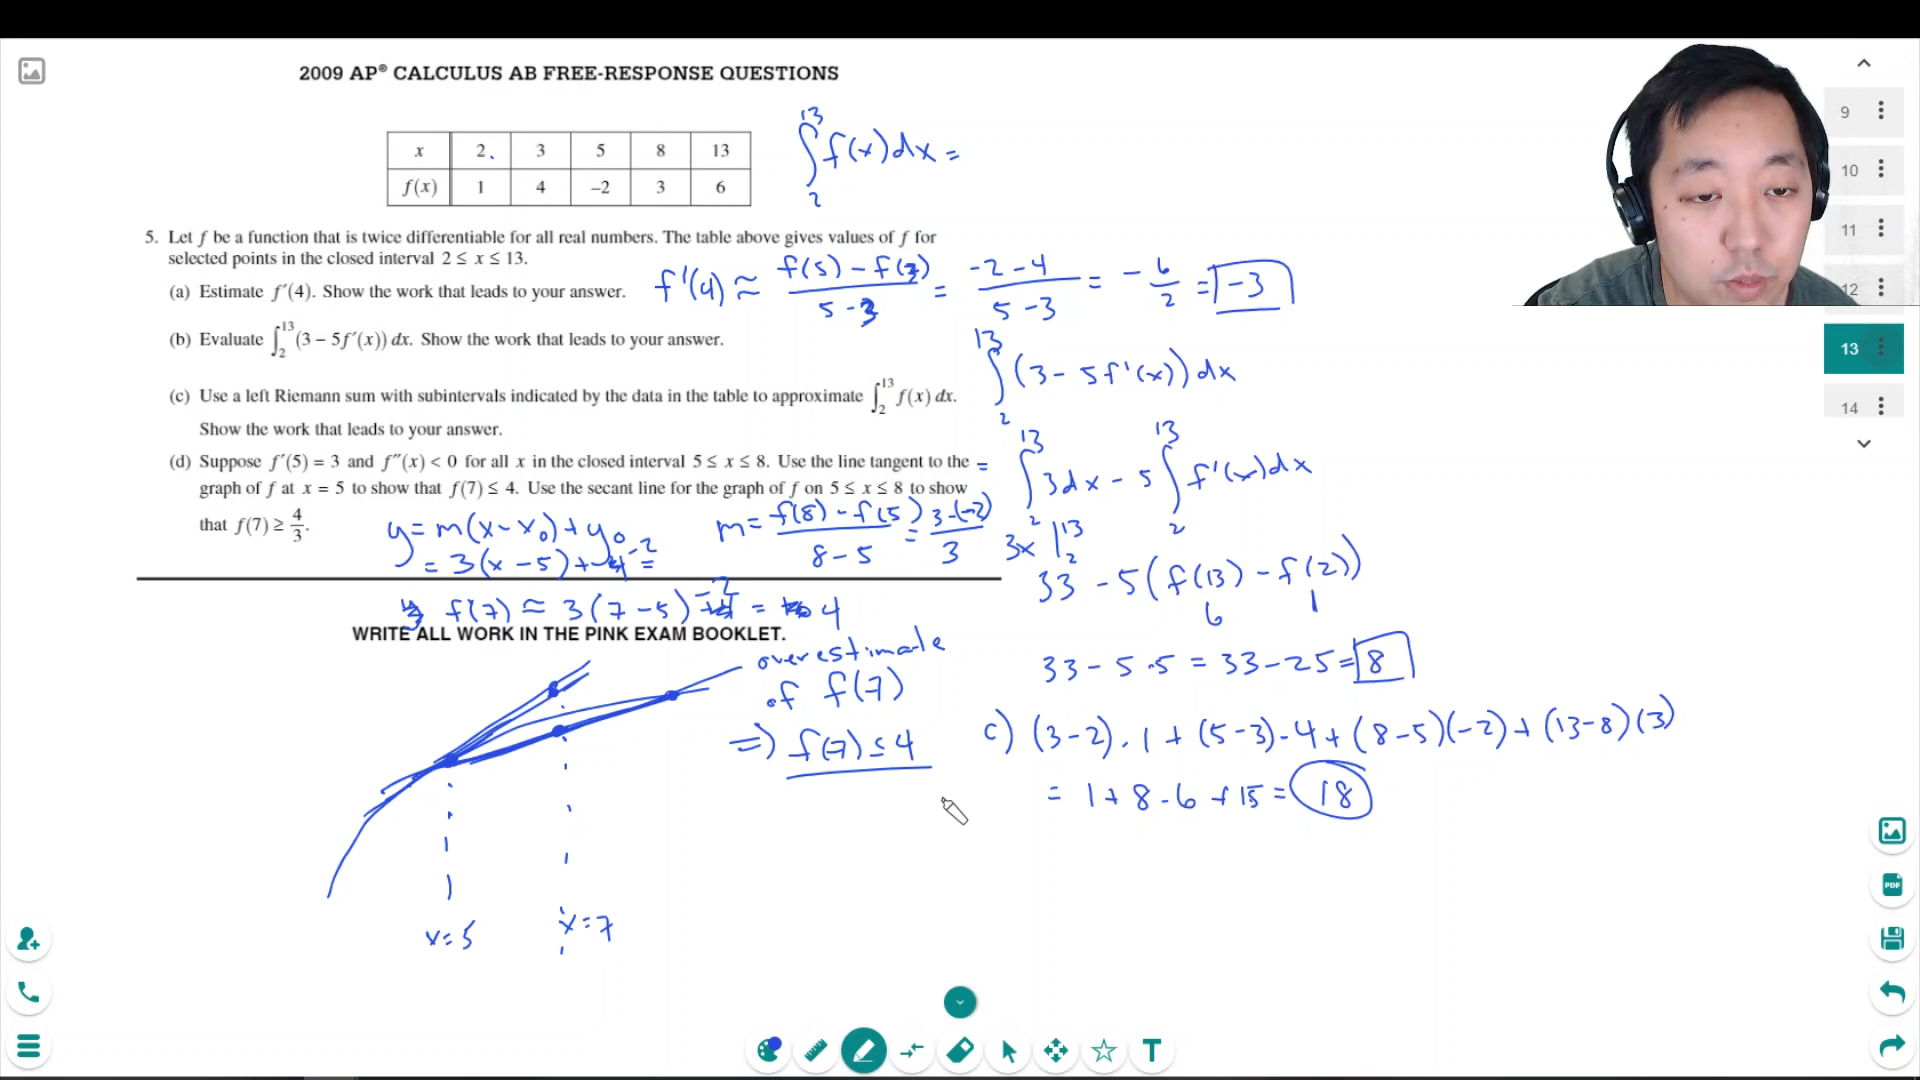 2009 AP® CALCULUS AB FREE-RESPONSE QUESTIONS
x 2 3 5 8 13
f(x) 1 4 –2 3 6
∫₂¹³ f(x)dx =
5. Let f be a function that is twice differentiable for all real numbers. The table above gives values of f for
selected points in the closed interval 2 ≤ x ≤ 13.
(a) Estimate f′(4). Show the work that leads to your answer.
f'(4) ≈ (f(5) - f(3))/(5-3) = (-2-4)/(5-3) = -6/2 = -3
(b) Evaluate ∫₂¹³ (3 − 5f′(x)) dx. Show the work that leads to your answer.
∫₂¹³ (3 - 5f'(x))dx
(c) Use a left Riemann sum with subintervals indicated by the data in the table to approximate ∫₂¹³ f(x) dx.
Show the work that leads to your answer.
(d) Suppose f′(5) = 3 and f″(x) < 0 for all x in the closed interval 5 ≤ x ≤ 8. Use the line tangent to the
graph of f at x = 5 to show that f(7) ≤ 4. Use the secant line for the graph of f on 5 ≤ x ≤ 8 to show
that f(7) ≥ 4/3.
= ∫₂¹³ 3dx - 5 ∫₂¹³ f'(x)dx
y = m(x-x₀)+y₀
= 3(x-5)+ -2 =
m = (f(8) - f(5))/(8-5) = (3-(-2))/3
3x |₂¹³
33 - 5(f(13) - f(2))
6 1
f(7) ≈ 3(7-5) -2 = 4
WRITE ALL WORK IN THE PINK EXAM BOOKLET.
overestimate
of f(7)
=) f(7) ≤ 4
33 - 5·5 = 33-25 = 8
c) (3-2)·1 + (5-3)·4 + (8-5)(-2) + (13-8)(3)
= 1+8-6+15 = 18
x=5
x=7
9
10
11
12
13
14
PDF
T